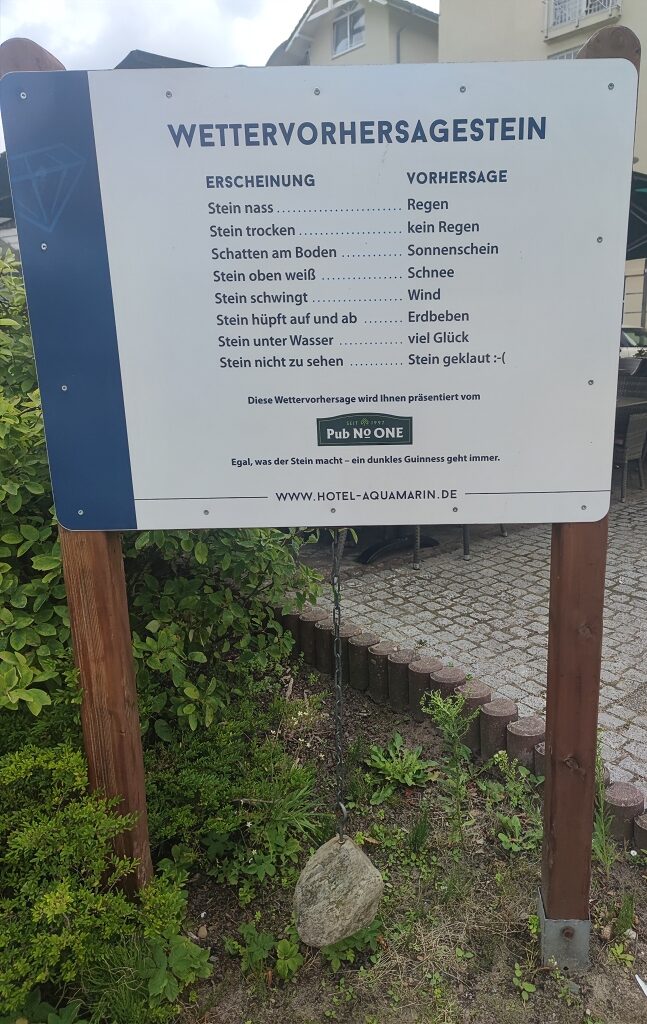 WETTERVORHERSAGESTEIN
ERSCHEINUNG VORHERSAGE
Stein nass ........................ Regen
Stein trocken .................... kein Regen
Schatten am Boden ............ Sonnenschein
Stein oben weiß ................ Schnee
Stein schwingt .................. Wind
Stein hüpft auf und ab ........ Erdbeben
Stein unter Wasser ............ viel Glück
Stein nicht zu sehen .......... Stein geklaut :-(
Diese Wettervorhersage wird Ihnen präsentiert vom
SEIT 1997
Pub No ONE
Egal, was der Stein macht – ein dunkles Guinness geht immer.
WWW.HOTEL-AQUAMARIN.DE